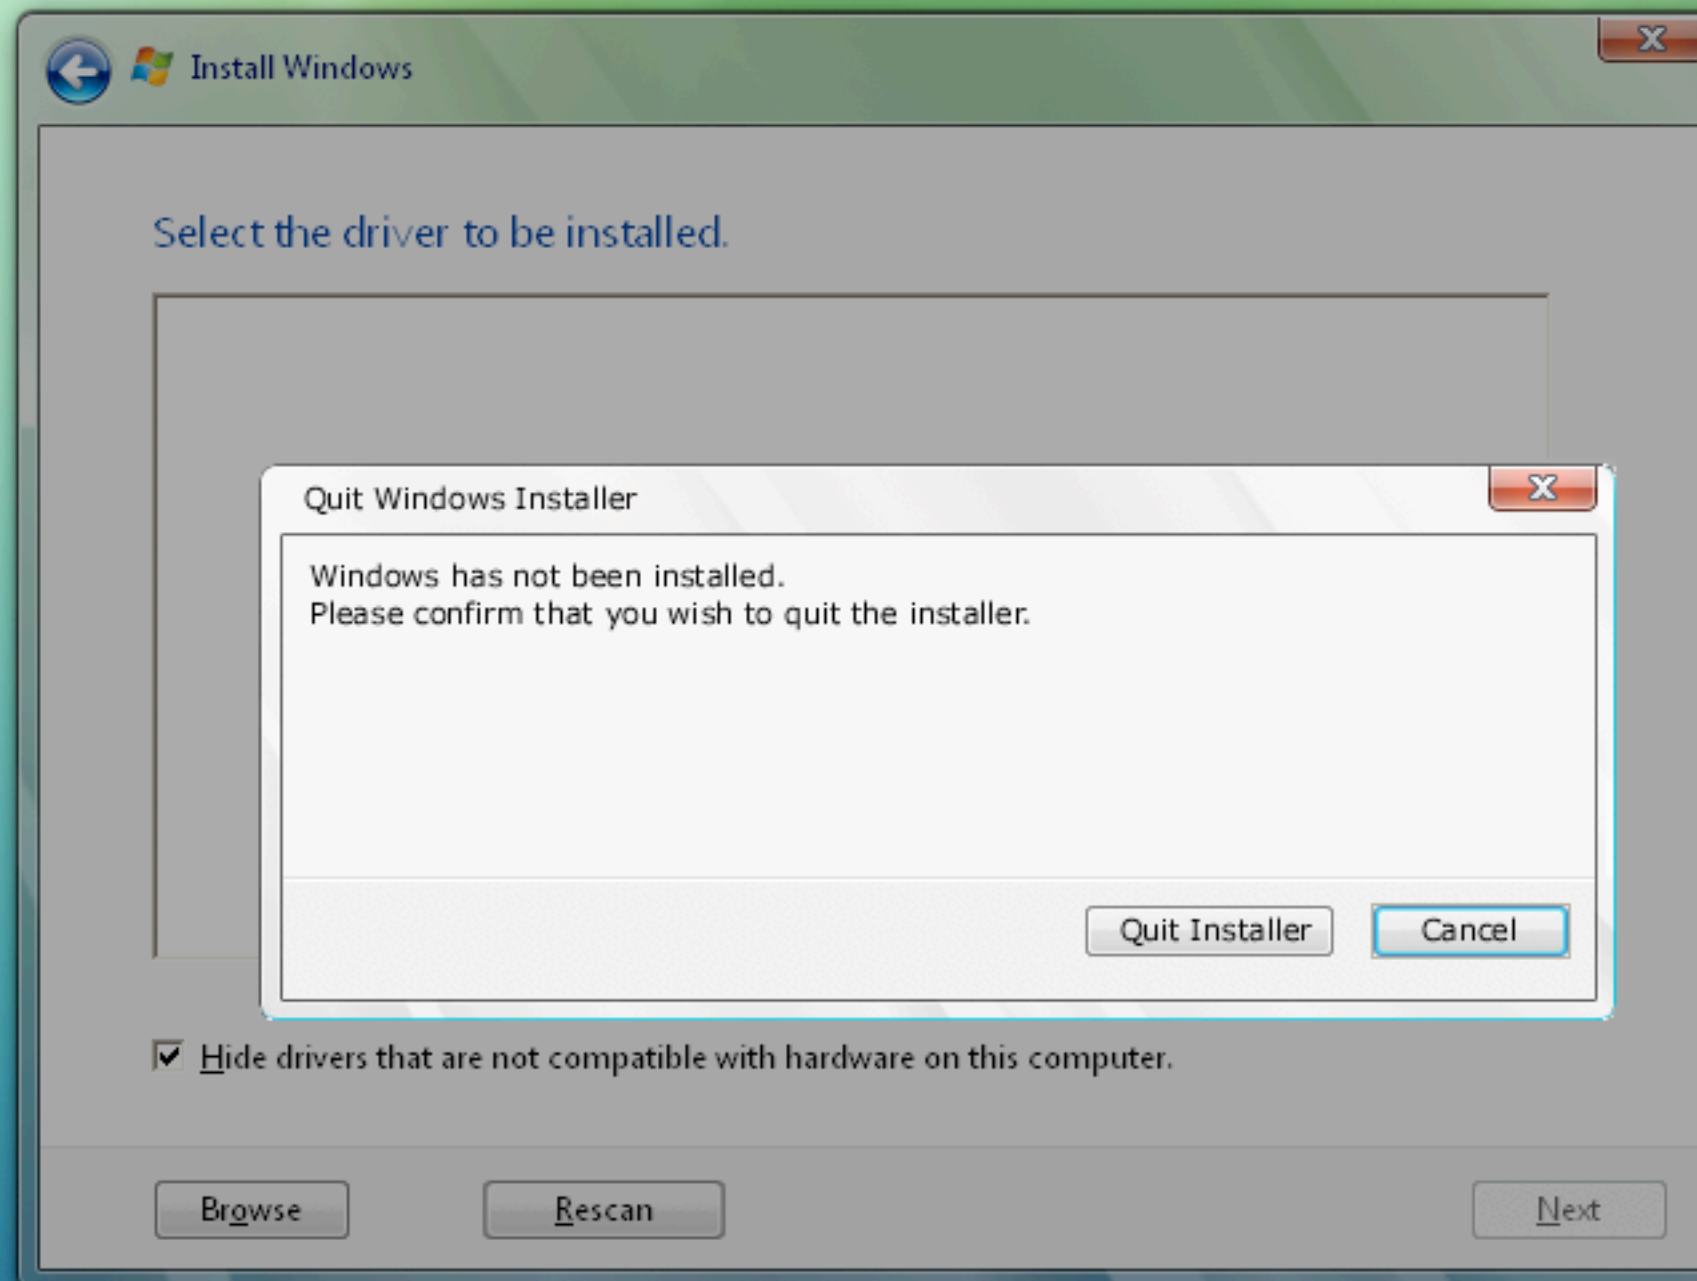 Install Windows
Select the driver to be installed.
Quit Windows Installer
Windows has not been installed.
Please confirm that you wish to quit the installer.
Quit Installer
Cancel
Hide drivers that are not compatible with hardware on this computer.
Browse
Rescan
Next